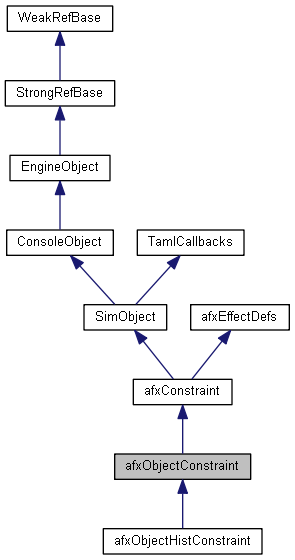 WeakRefBase
StrongRefBase
EngineObject
ConsoleObject
TamlCallbacks
SimObject
afxEffectDefs
afxConstraint
afxObjectConstraint
afxObjectHistConstraint